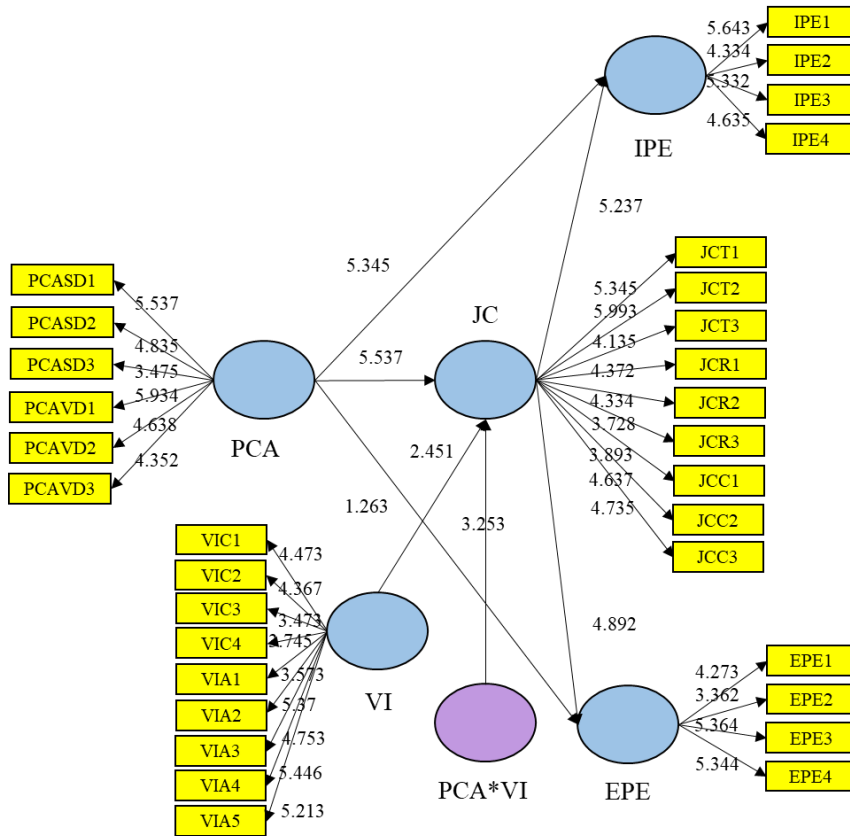 IPE1
5.643
IPE2
4.334
IPE3
5.332
IPE4
4.635
IPE
5.237
5.345
JC
JCT1
5.345
JCT2
5.993
JCT3
4.135
JCR1
4.372
JCR2
4.334
JCR3
3.728
JCC1
3.893
JCC2
4.637
JCC3
4.735
PCASD1
5.537
PCASD2
4.835
PCASD3
3.475
PCAVD1
5.934
PCAVD2
4.638
PCAVD3
4.352
PCA
5.537
2.451
1.263
3.253
4.892
VIC1
4.473
VIC2
4.367
VIC3
3.473
VIC4
3.745
VIA1
3.573
VIA2
5.37
VIA3
4.753
VIA4
5.446
VIA5
5.213
VI
PCA*VI
EPE
EPE1
4.273
EPE2
3.362
EPE3
5.364
EPE4
5.344